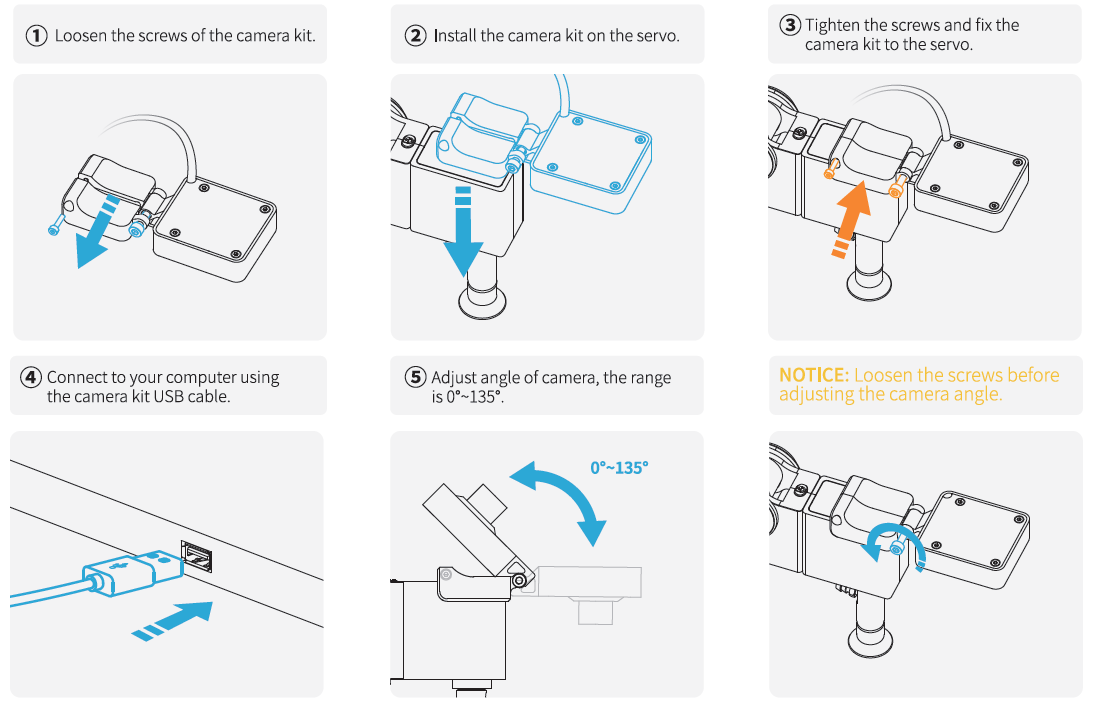 ① Loosen the screws of the camera kit.
② Install the camera kit on the servo.
③ Tighten the screws and fix the
camera kit to the servo.
④ Connect to your computer using
the camera kit USB cable.
⑤ Adjust angle of camera, the range
is 0°~135°.
0°~135°
NOTICE: Loosen the screws before
adjusting the camera angle.